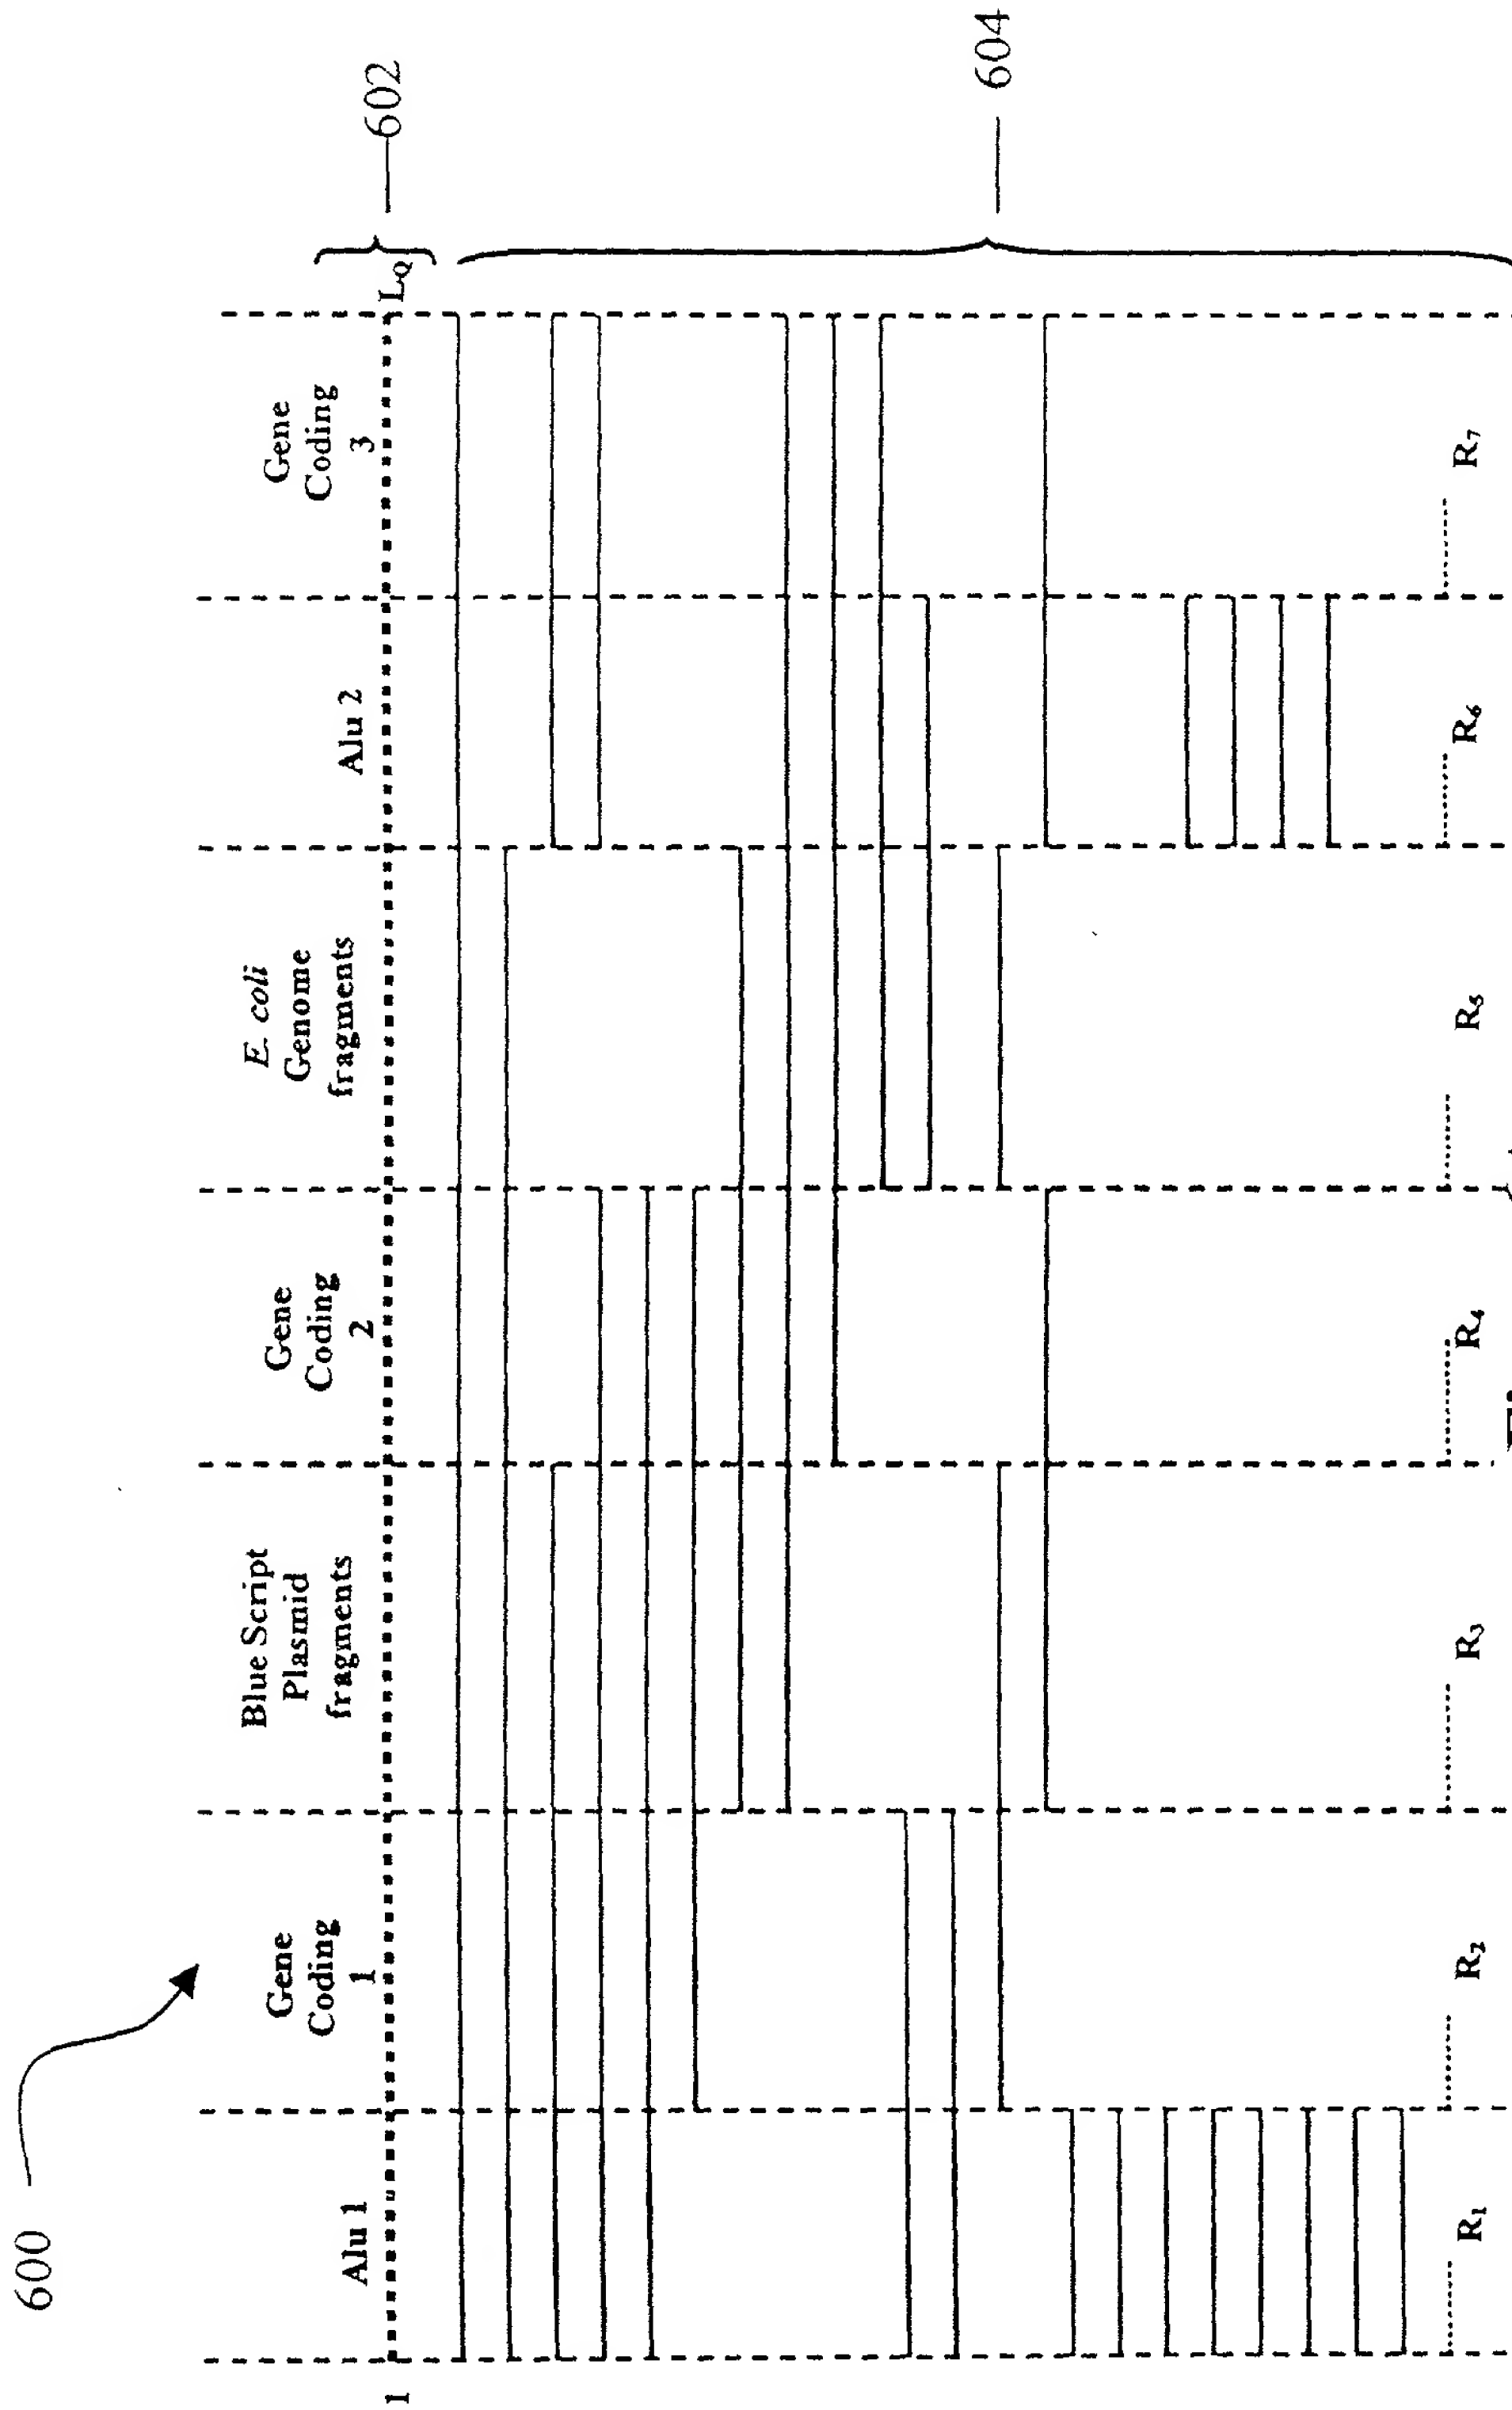 600
Alu 1
Gene
Coding
1
Blue Script
Plasmid
fragments
Gene
Coding
2
E. coli
Genome
fragments
Alu 2
Gene
Coding
3
1
LQ
602
604
R1
R2
R3
R4
R5
R6
R7